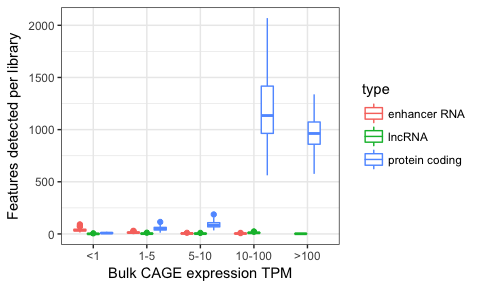 Features detected per library
2000
1500
1000
500
0
<1
1-5
5-10
10-100
>100
Bulk CAGE expression TPM
type
enhancer RNA
lncRNA
protein coding